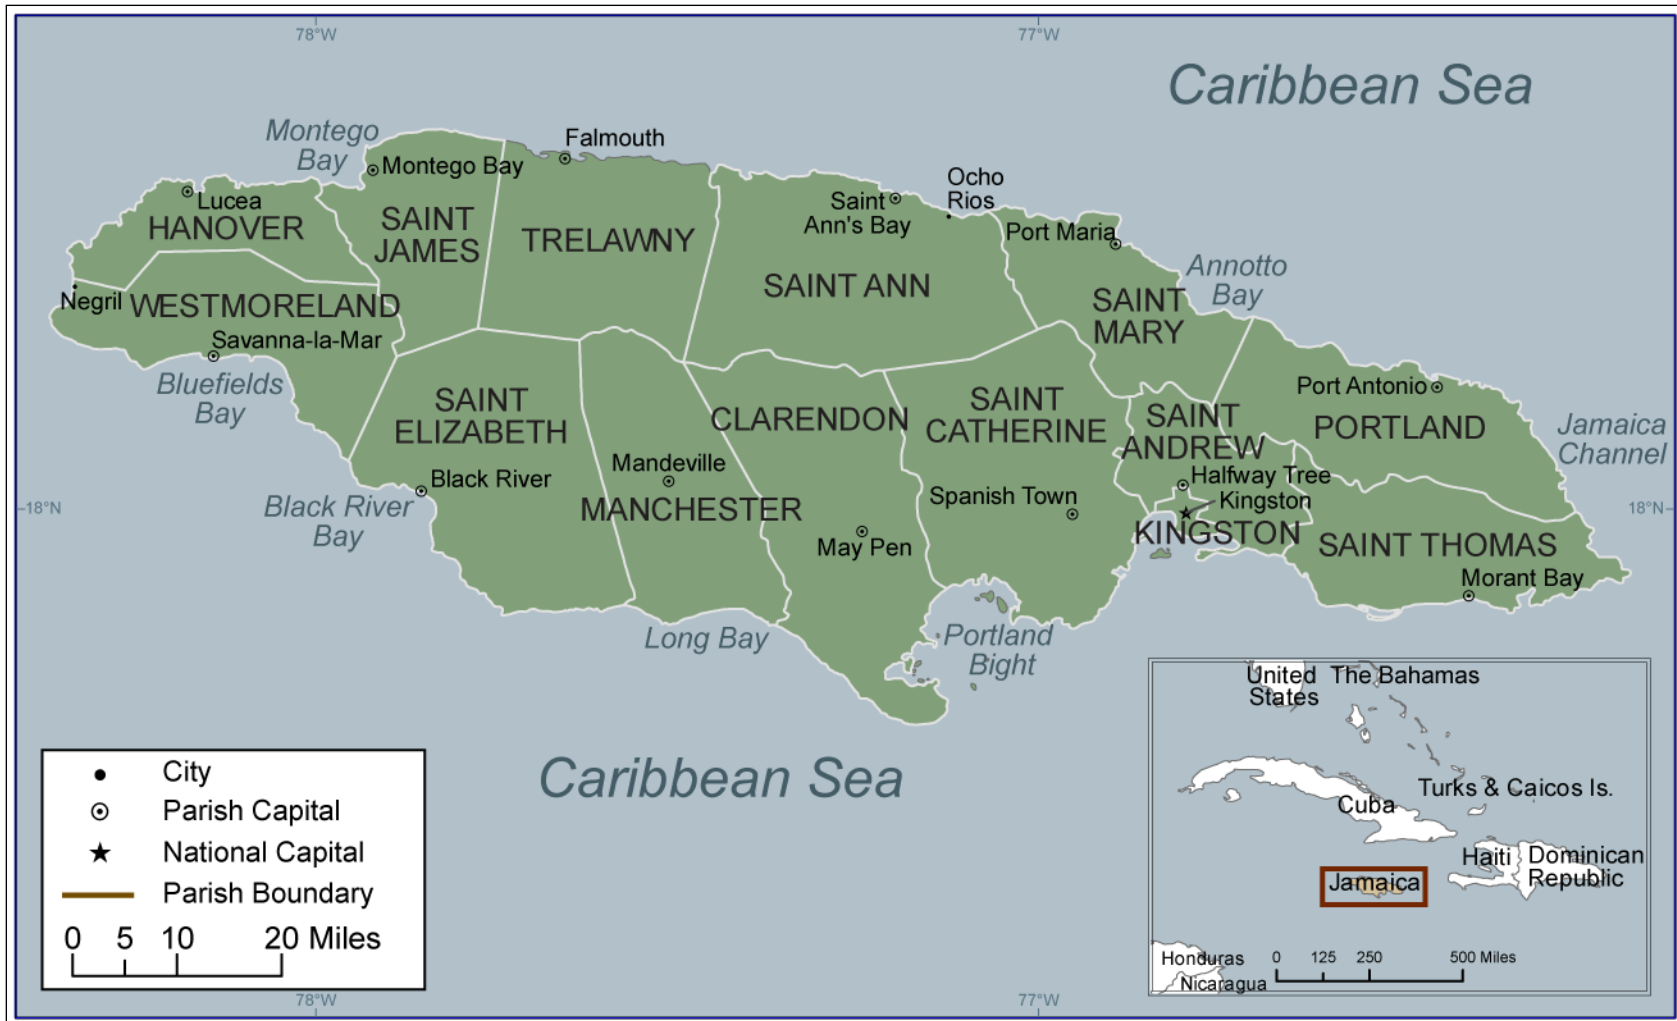 78°W
77°W
Caribbean Sea
Montego
Bay
Falmouth
Montego Bay
Lucea
HANOVER
SAINT
JAMES
TRELAWNY
Saint
Ann's Bay
Ocho
Rios
SAINT ANN
Port Maria
Annotto
Bay
SAINT
MARY
Negril
WESTMORELAND
Savanna-la-Mar
Bluefields
Bay
SAINT
ELIZABETH
Black River
Black River
Bay
Mandeville
MANCHESTER
CLARENDON
May Pen
SAINT
CATHERINE
Spanish Town
SAINT
ANDREW
Halfway Tree
Kingston
KINGSTON
Port Antonio
PORTLAND
Jamaica
Channel
18°N
18°N
SAINT THOMAS
Morant Bay
Long Bay
Portland
Bight
Caribbean Sea
City
Parish Capital
National Capital
Parish Boundary
0 5 10 20 Miles
78°W
77°W
United
States
The Bahamas
Turks & Caicos Is.
Cuba
Haiti
Dominican
Republic
Jamaica
Honduras
Nicaragua
0 125 250 500 Miles